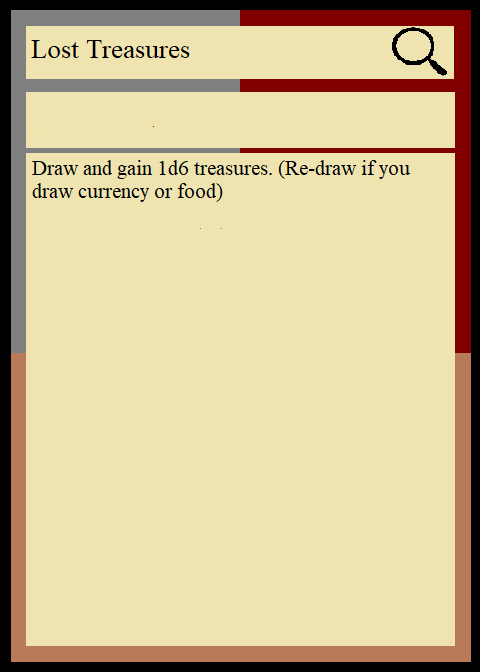 Lost Treasures
Draw and gain 1d6 treasures. (Re-draw if you
draw currency or food)